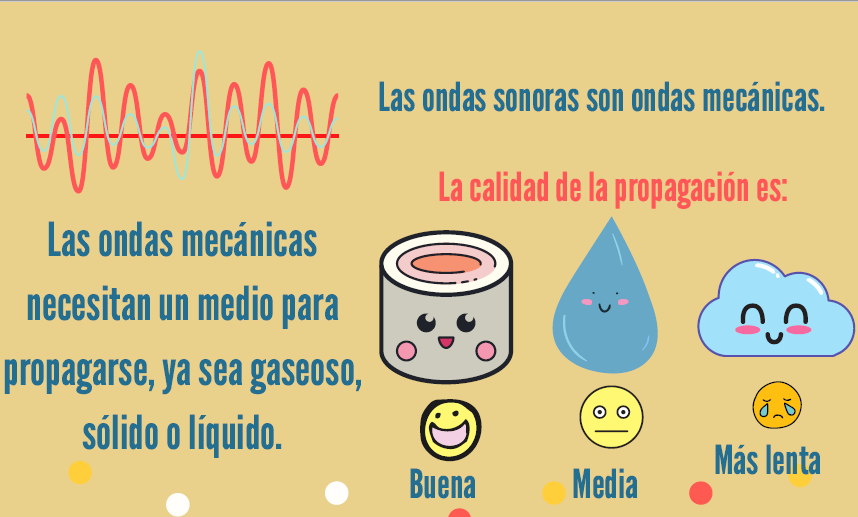 Las ondas sonoras son ondas mecánicas.
La calidad de la propagación es:
Las ondas mecánicas
necesitan un medio para
propagarse, ya sea gaseoso,
sólido o líquido.
Buena
Media
Más lenta